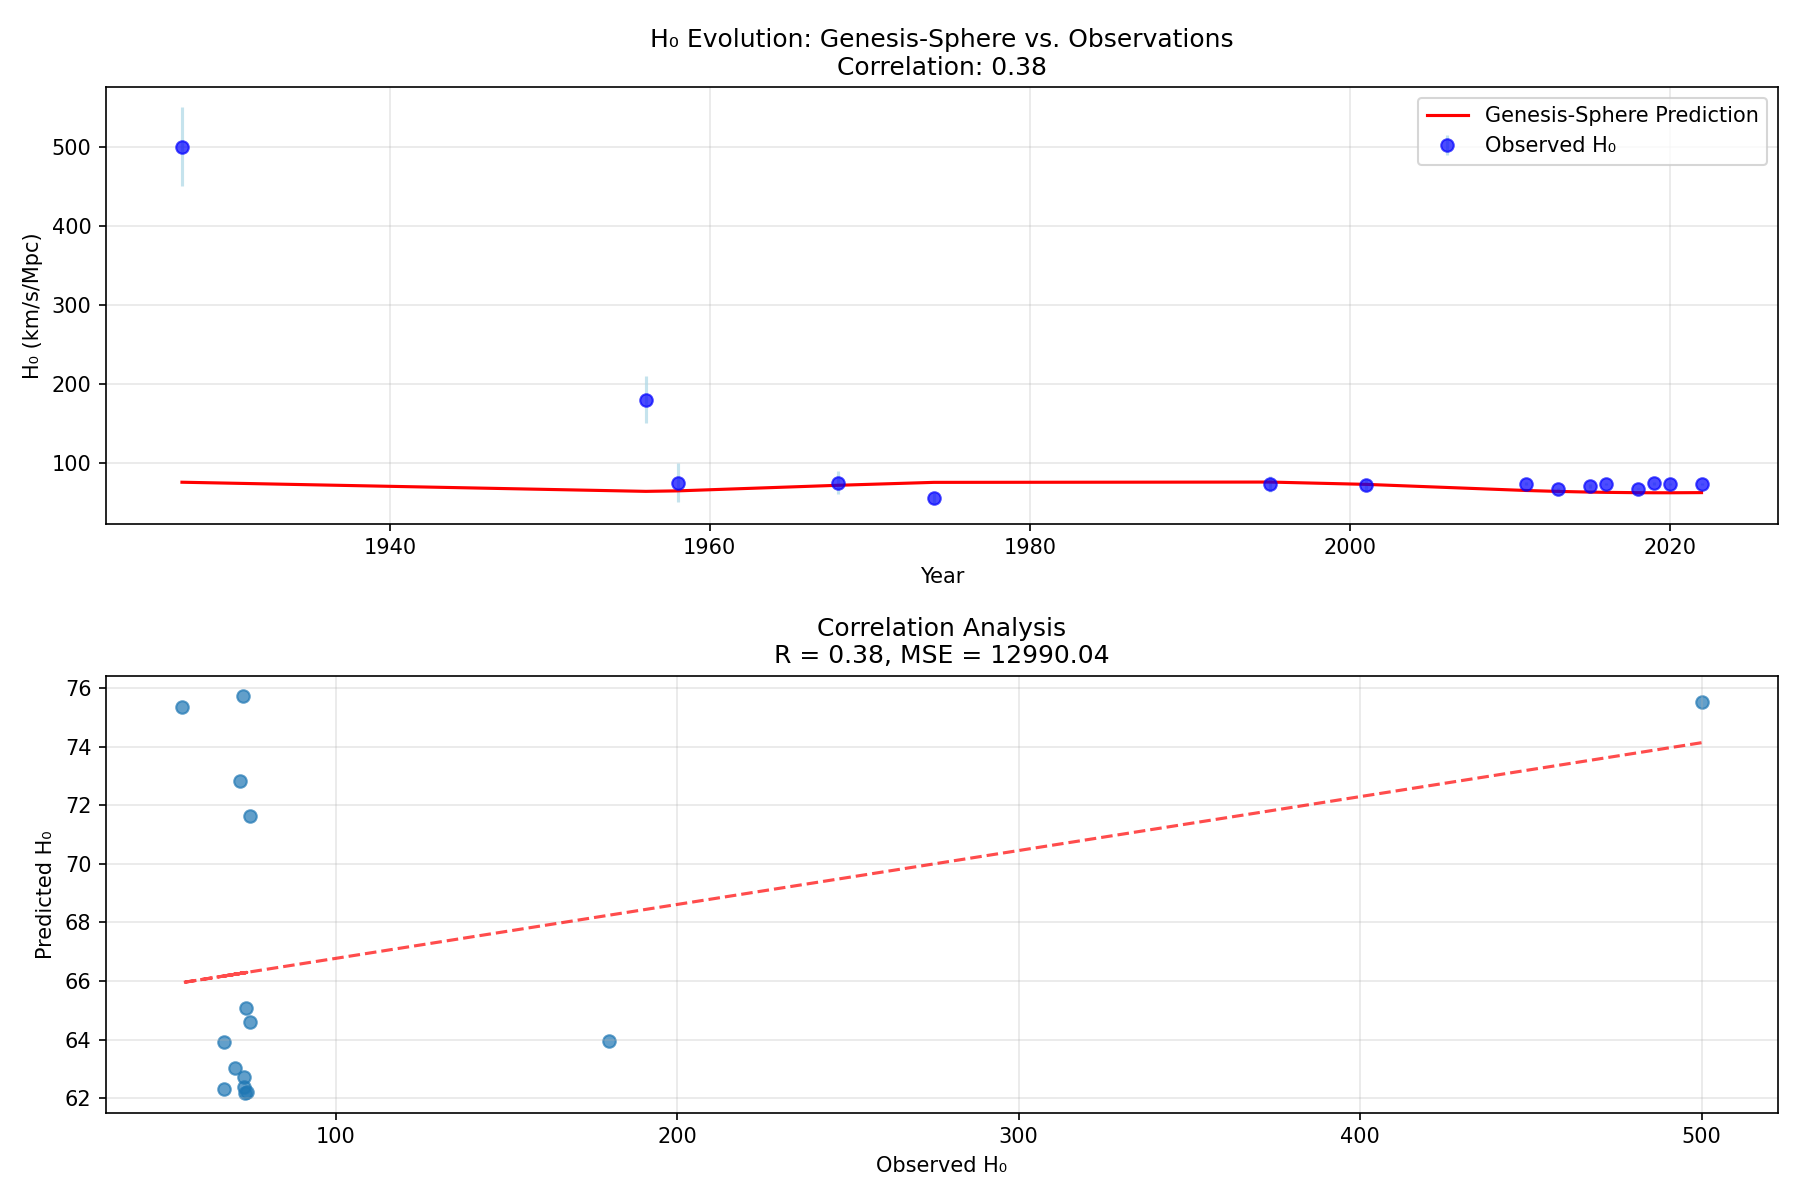 H₀ Evolution: Genesis-Sphere vs. Observations
Correlation: 0.38
Genesis-Sphere Prediction
Observed H₀
H₀ (km/s/Mpc)
500
400
300
200
100
1940
1960
1980
2000
2020
Year
Correlation Analysis
R = 0.38, MSE = 12990.04
Predicted H₀
76
74
72
70
68
66
64
62
100
200
300
400
500
Observed H₀